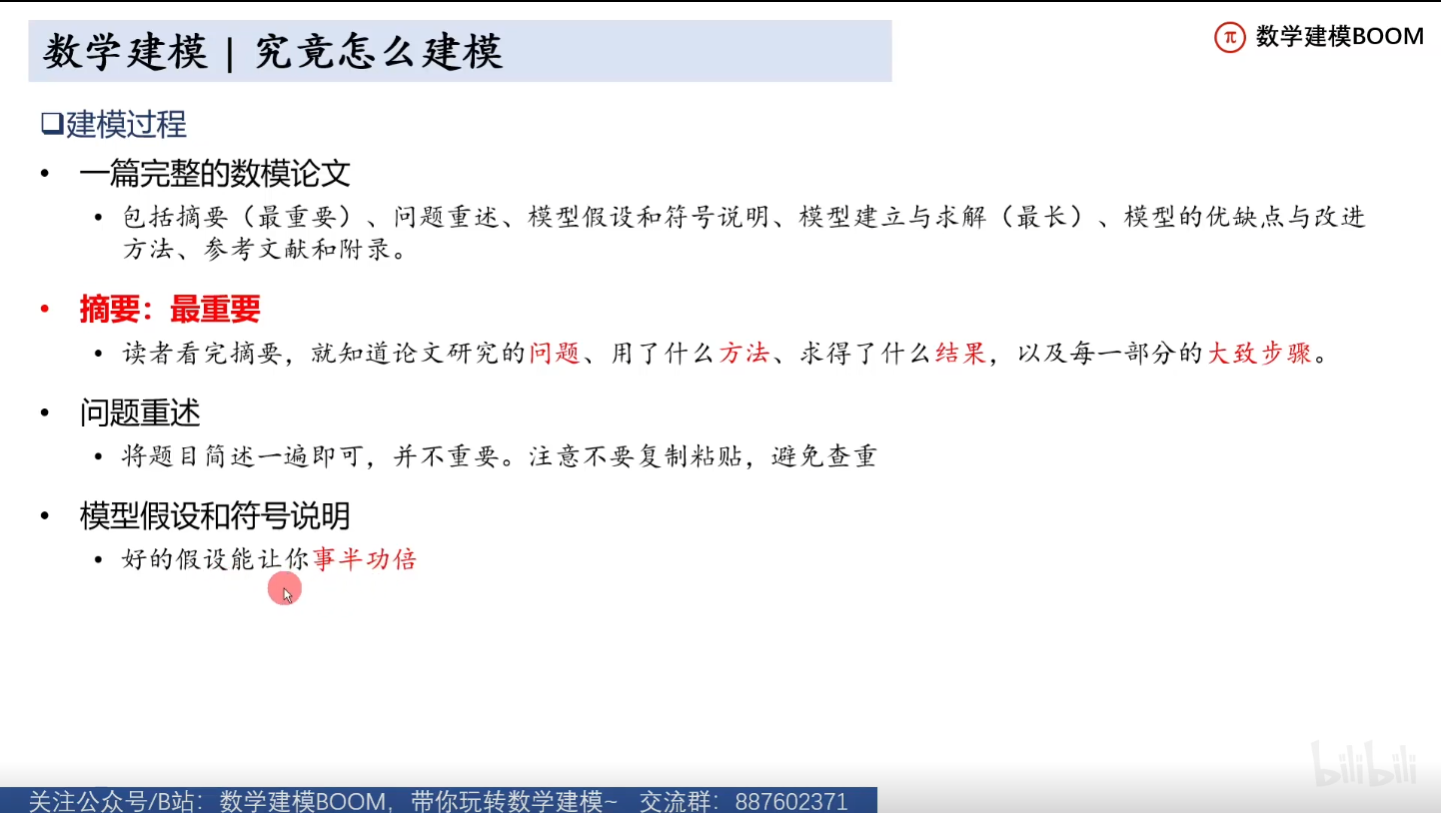 数学建模 | 究竟怎么建模
π 数学建模BOOM
❑建模过程
• 一篇完整的数模论文
• 包括摘要（最重要）、问题重述、模型假设和符号说明、模型建立与求解（最长）、模型的优缺点与改进
方法、参考文献和附录。
• 摘要：最重要
• 读者看完摘要，就知道论文研究的问题、用了什么方法、求得了什么结果，以及每一部分的大致步骤。
• 问题重述
• 将题目简述一遍即可，并不重要。注意不要复制粘贴，避免查重
• 模型假设和符号说明
• 好的假设能让你事半功倍
bilibili
关注公众号/B站：数学建模BOOM，带你玩转数学建模~ 交流群：887602371